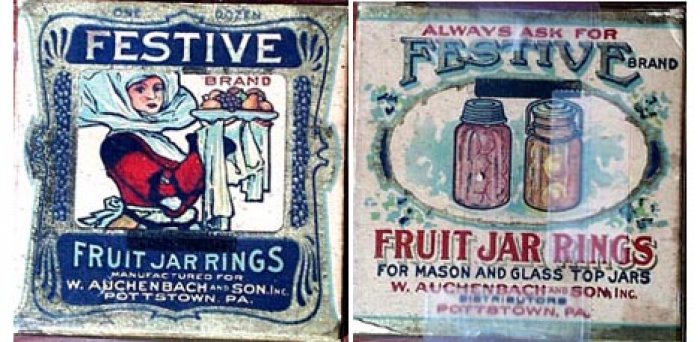 ONE DOZEN
FESTIVE
BRAND
FRUIT JAR RINGS
MANUFACTURED FOR
W. AUCHENBACH AND SON, INC.
POTTSTOWN, PA.
ALWAYS ASK FOR
FESTIVE BRAND
FRUIT JAR RINGS
FOR MASON AND GLASS TOP JARS
W. AUCHENBACH AND SON, INC.
DISTRIBUTORS
POTTSTOWN, PA.